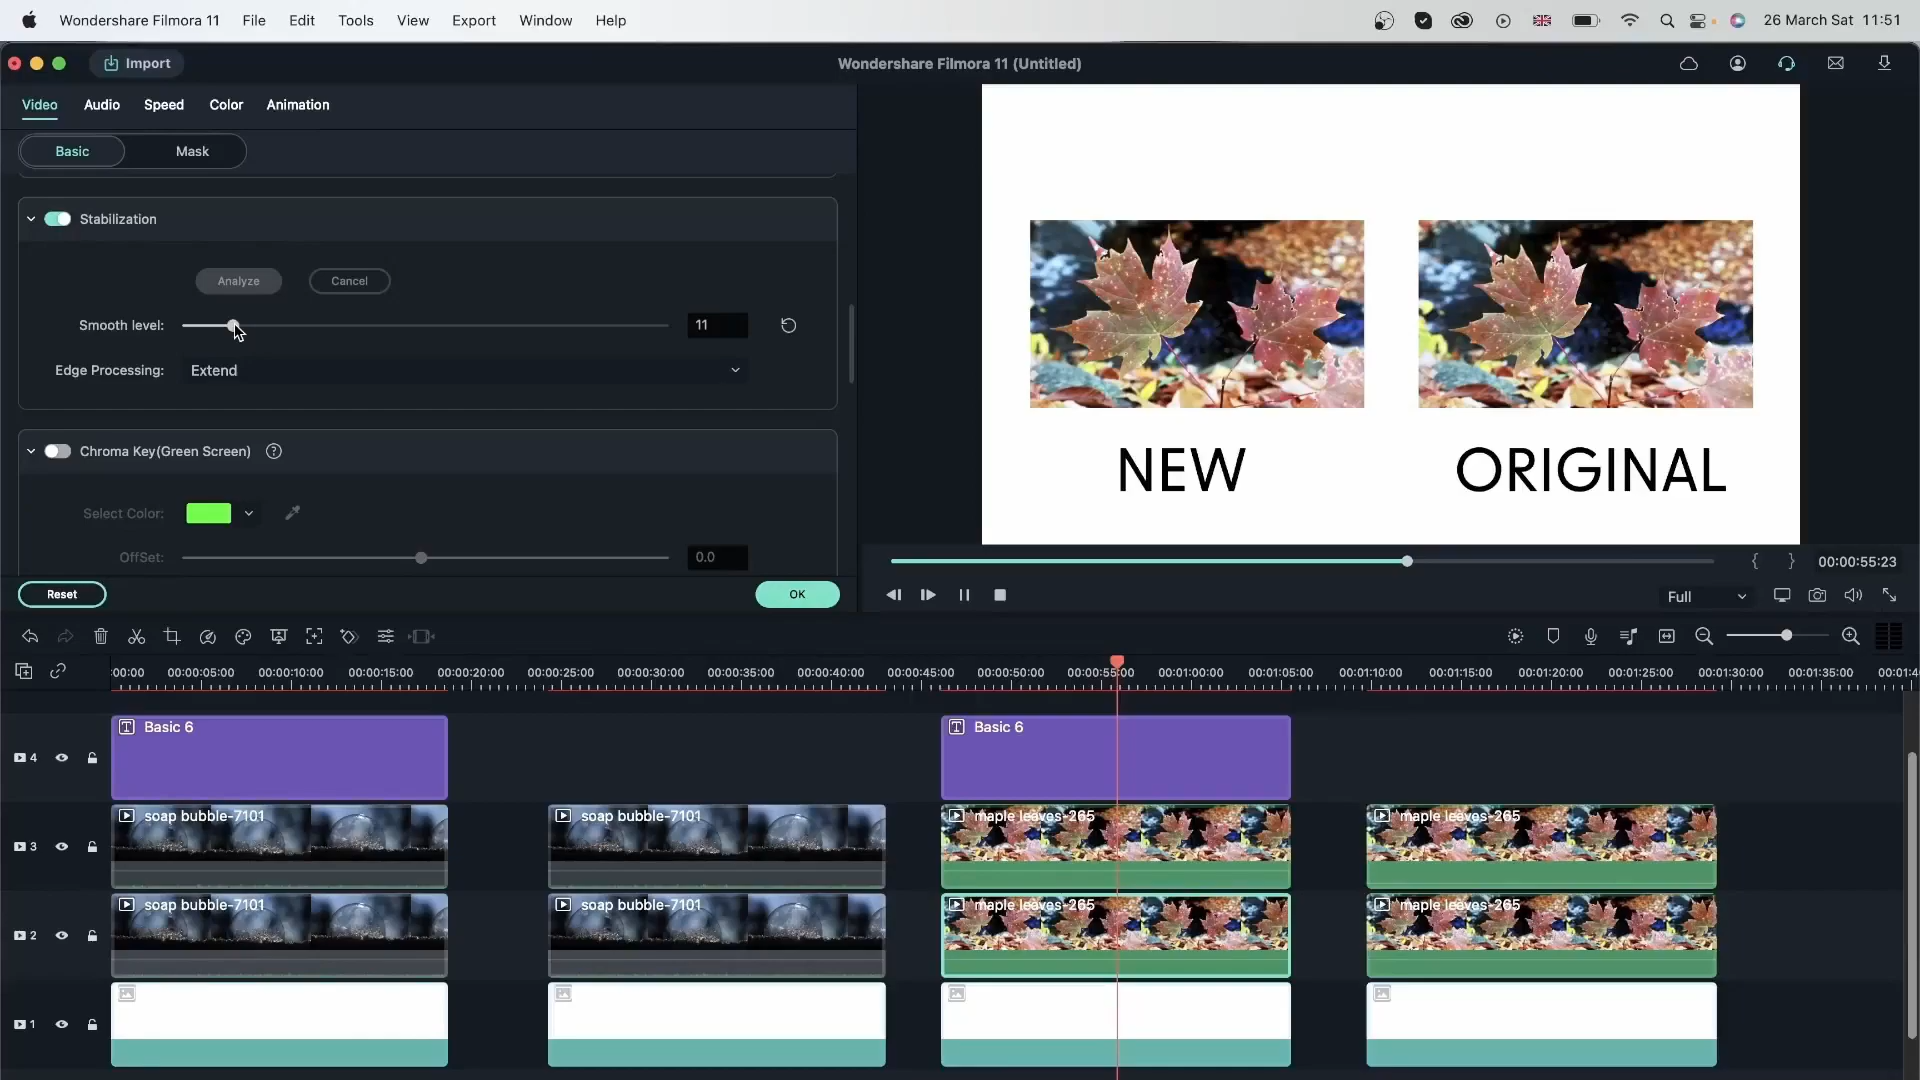 Wondershare Filmora 11 File Edit Tools View Export Window Help 26 March Sat 11:51
Import Wondershare Filmora 11 (Untitled)
Video Audio Speed Color Animation
Basic Mask
Stabilization
Analyze Cancel
Smooth level: 11
Edge Processing: Extend
Chroma Key(Green Screen) ?
Select Color:
OffSet: 0.0
Reset OK
NEW ORIGINAL
{ } 00:00:55:23
Full
:00:00 00:00:05:00 00:00:10:00 00:00:15:00 00:00:20:00 00:00:25:00 00:00:30:00 00:00:35:00 00:00:40:00 00:00:45:00 00:00:50:00 00:00:55:00 00:01:00:00 00:01:05:00 00:01:10:00 00:01:15:00 00:01:20:00 00:01:25:00 00:01:30:00 00:01:35:00 00:01:4
4 T Basic 6 T Basic 6
3 soap bubble-7101 soap bubble-7101 maple leaves-265 maple leaves-265
2 soap bubble-7101 soap bubble-7101 maple leaves-265 maple leaves-265
1